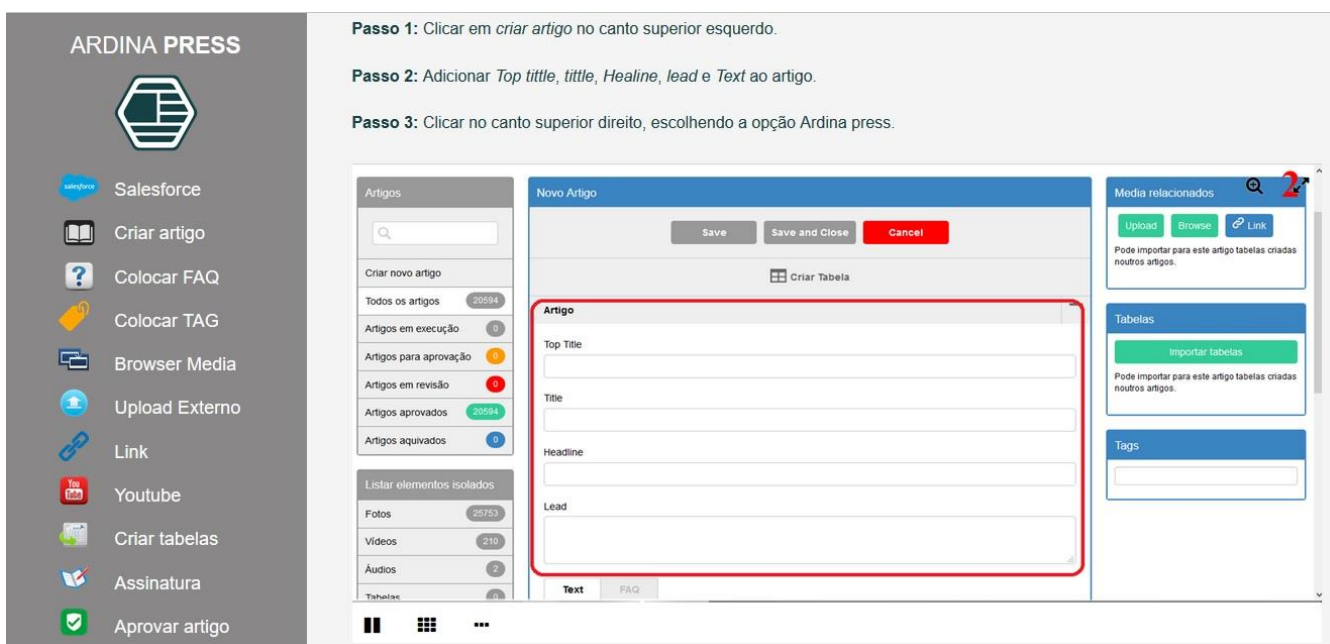 ARDINA PRESS
salesforce
Salesforce
Criar artigo
?
Colocar FAQ
Colocar TAG
Browser Media
Upload Externo
Link
You
Tube
Youtube
Criar tabelas
Assinatura
Aprovar artigo
Passo 1: Clicar em criar artigo no canto superior esquerdo.
Passo 2: Adicionar Top tittle, tittle, Healine, lead e Text ao artigo.
Passo 3: Clicar no canto superior direito, escolhendo a opção Ardina press.
Artigos
Criar novo artigo
Todos os artigos 20594
Artigos em execução 0
Artigos para aprovação 0
Artigos em revisão 0
Artigos aprovados 20594
Artigos aquivados 0
Listar elementos isolados
Fotos 25753
Vídeos 210
Áudios 2
Tabelas 0
Novo Artigo
Save Save and Close Cancel
Criar Tabela
Artigo
Top Title
Title
Headline
Lead
Text FAQ
Media relacionados 2
Upload Browse Link
Pode importar para este artigo tabelas criadas
noutros artigos.
Tabelas
Importar tabelas
Pode importar para este artigo tabelas criadas
noutros artigos.
Tags